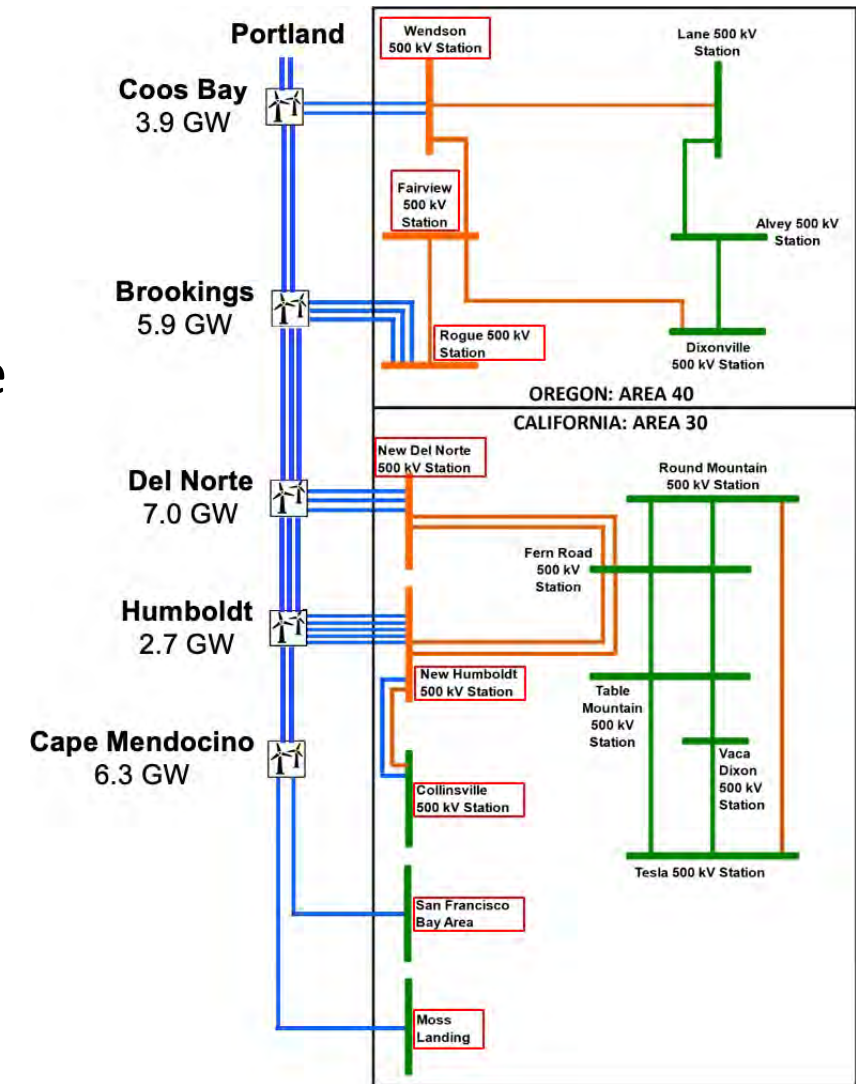 Portland
Coos Bay
3.9 GW
Brookings
5.9 GW
e
Del Norte
7.0 GW
Humboldt
2.7 GW
Cape Mendocino
6.3 GW
Wendson
500 kV Station
Lane 500 kV
Station
Fairview
500 kV
Station
Alvey 500 kV
Station
Rogue 500 kV
Station
Dixonville
500 kV Station
OREGON: AREA 40
CALIFORNIA: AREA 30
New Del Norte
500 kV Station
Round Mountain
500 kV Station
Fern Road
500 kV
Station
New Humboldt
500 kV Station
Table
Mountain
500 kV
Station
Vaca
Dixon
500 kV
Station
Collinsville
500 kV Station
Tesla 500 kV Station
San Francisco
Bay Area
Moss
Landing